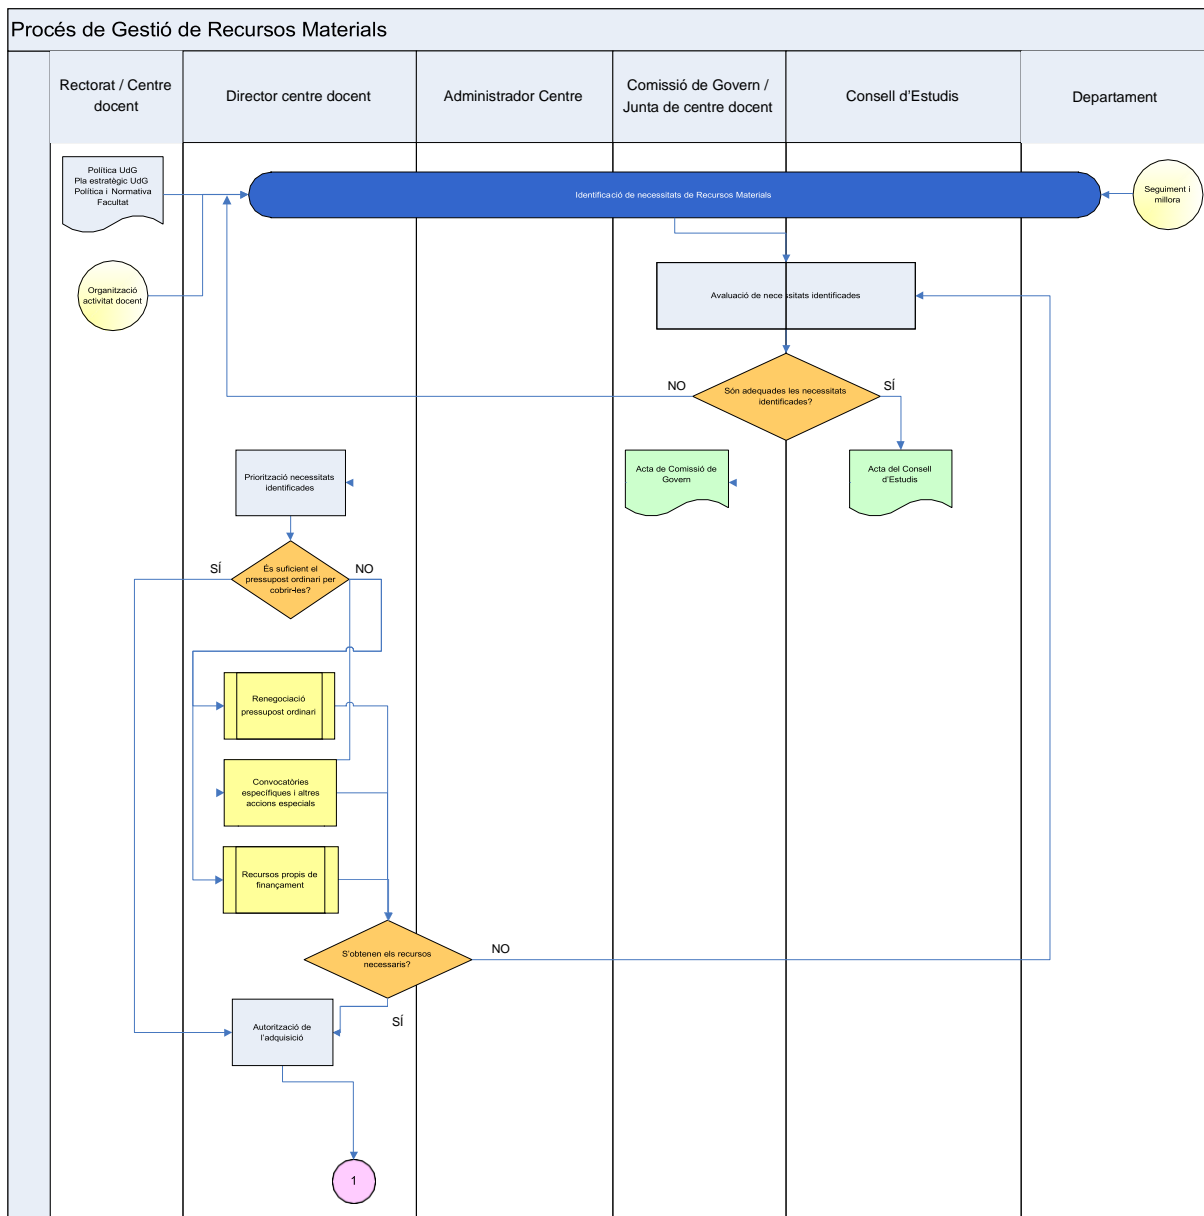 Procés de Gestió de Recursos Materials
Rectorat / Centre
docent
Director centre docent
Administrador Centre
Comissió de Govern /
Junta de centre docent
Consell d'Estudis
Departament
Política UdG
Pla estratègic UdG
Política i Normativa
Facultat
Identificació de necessitats de Recursos Materials
Seguiment i
millora
Organització
activitat docent
Avaluació de necessitats identificades
Són adequades les necessitats
identificades?
NO
SÍ
Priorització necessitats
identificades
Acta de Comissió de
Govern
Acta del Consell
d'Estudis
És suficient el
pressupost ordinari per
cobrir-les?
SÍ
NO
Renegociació
pressupost ordinari
Convocatòries
específiques i altres
accions especials
Recursos propis de
finançament
S'obtenen els recursos
necessaris?
NO
SÍ
Autorització de
l'adquisició
1